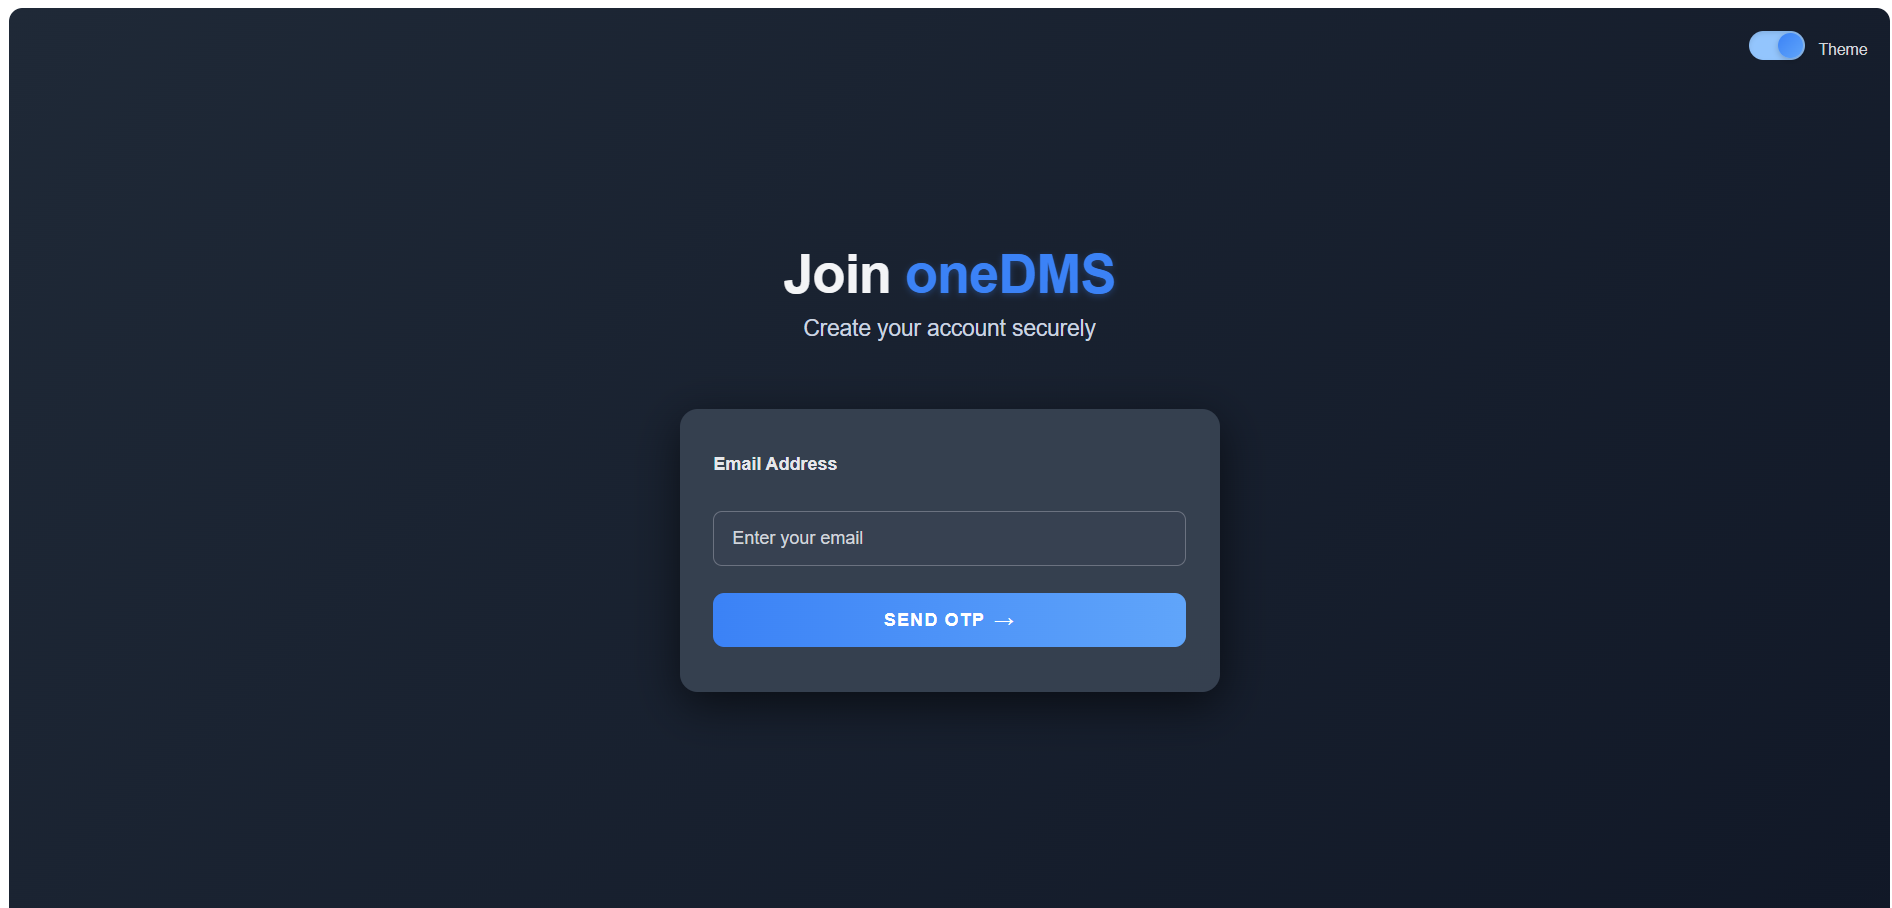 Theme
Join oneDMS
Create your account securely
Email Address
Enter your email
SEND OTP →